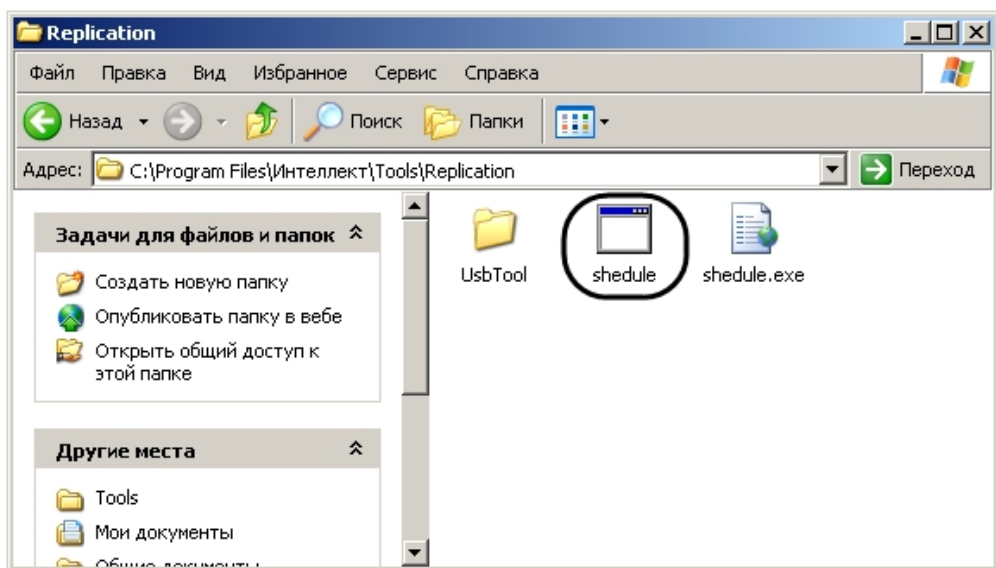 Replication
Файл Правка Вид Избранное Сервис Справка
Назад Поиск Папки
Адрес: C:\Program Files\Интеллект\Tools\Replication Переход
Задачи для файлов и папок
Создать новую папку
Опубликовать папку в вебе
Открыть общий доступ к
этой папке
Другие места
Tools
Мои документы
Общие документы
UsbTool shedule shedule.exe